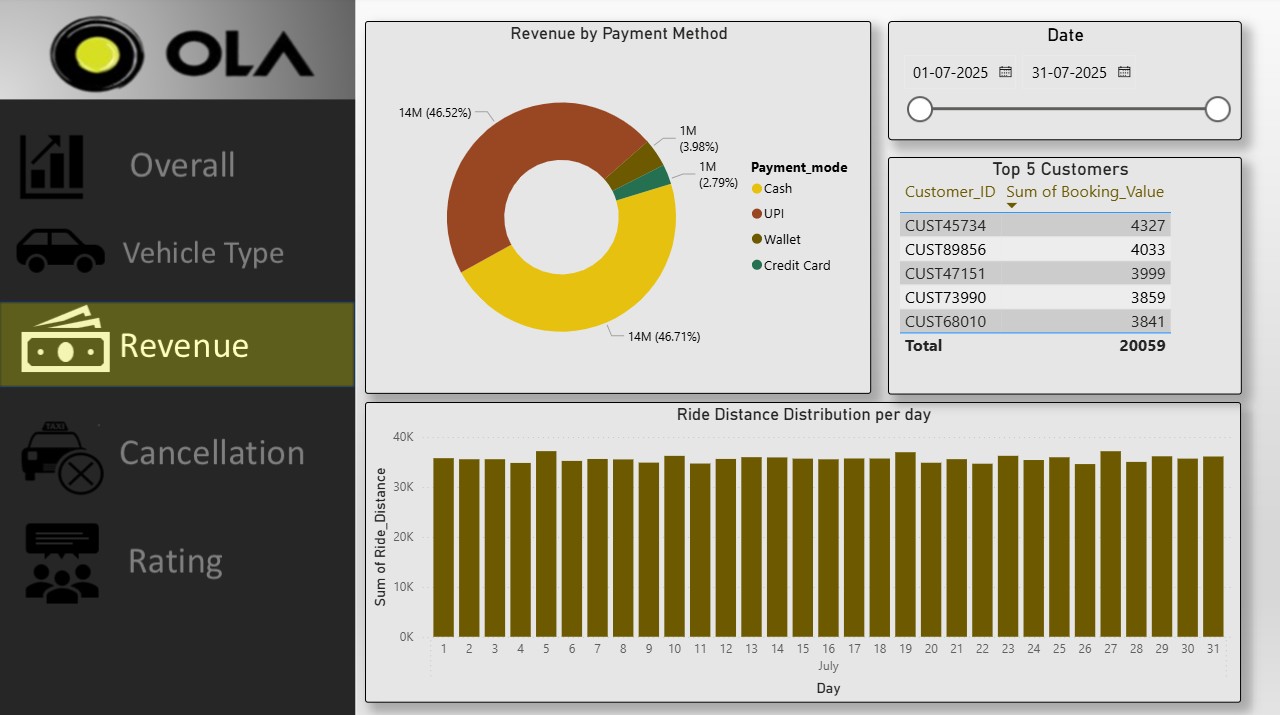 OLA
Overall
Vehicle Type
Revenue
TAXI
Cancellation
Rating
Revenue by Payment Method
14M (46.52%)
1M
(3.98%)
1M
(2.79%)
14M (46.71%)
Payment_mode
Cash
UPI
Wallet
Credit Card
Date
01-07-2025 31-07-2025
Top 5 Customers
Customer_ID Sum of Booking_Value
CUST45734 4327
CUST89856 4033
CUST47151 3999
CUST73990 3859
CUST68010 3841
Total 20059
Ride Distance Distribution per day
Sum of Ride_Distance
40K
30K
20K
10K
0K
1 2 3 4 5 6 7 8 9 10 11 12 13 14 15 16 17 18 19 20 21 22 23 24 25 26 27 28 29 30 31
July
Day